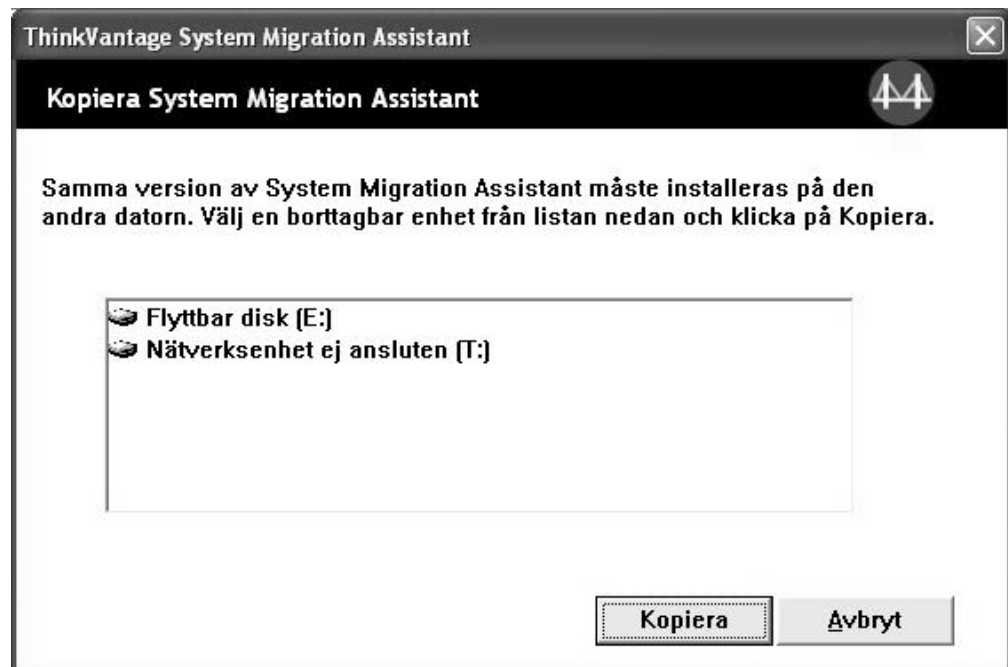 ThinkVantage System Migration Assistant
Kopiera System Migration Assistant
Samma version av System Migration Assistant måste installeras på den
andra datorn. Välj en borttagbar enhet från listan nedan och klicka på Kopiera.
Flyttbar disk (E:)
Nätverksenhet ej ansluten (T:)
Kopiera Avbryt